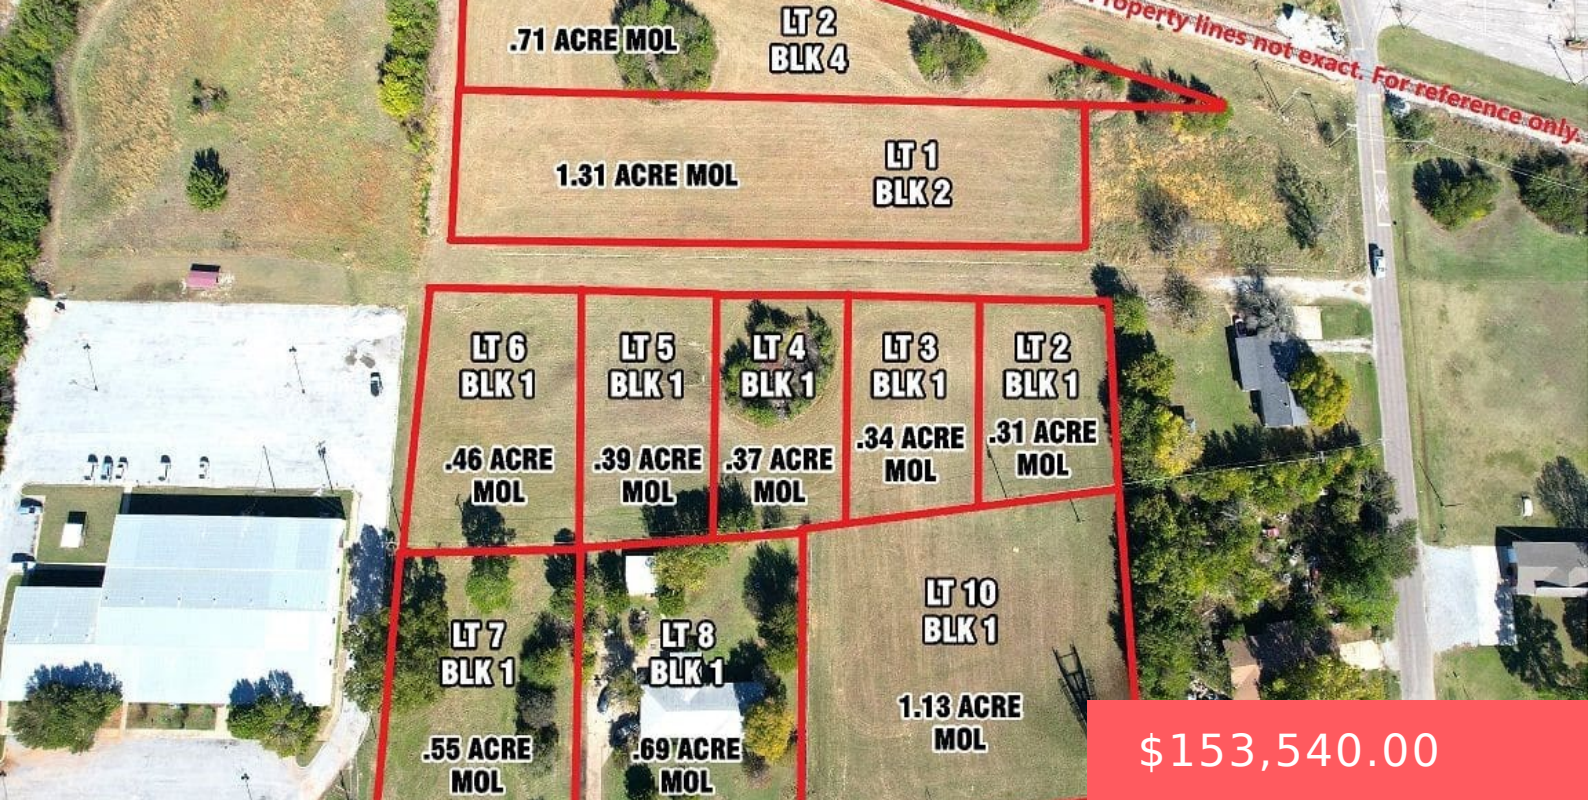 Property lines not exact. For reference only.
.71 ACRE MOL
LT 2
BLK 4
1.31 ACRE MOL
LT 1
BLK 2
LT 6
BLK 1
.46 ACRE
MOL
LT 5
BLK 1
.39 ACRE
MOL
LT 4
BLK 1
.37 ACRE
MOL
LT 3
BLK 1
.34 ACRE
MOL
LT 2
BLK 1
.31 ACRE
MOL
LT 7
BLK 1
.55 ACRE
MOL
LT 8
BLK 1
.69 ACRE
MOL
LT 10
BLK 1
1.13 ACRE
MOL
$153,540.00